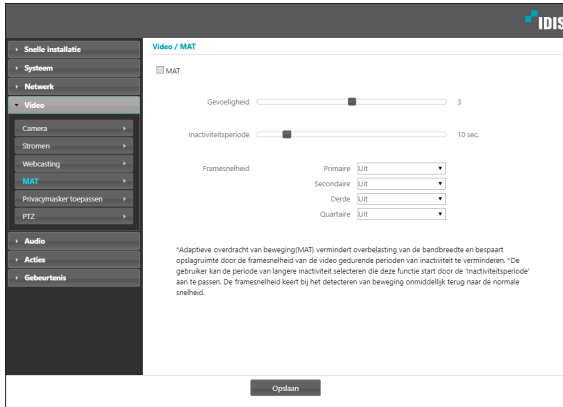 IDIS
Snelle installatie
Systeem
Netwerk
Video
Camera
Stromen
Webcasting
MAT
Privacymasker toepassen
PTZ
Audio
Acties
Gebeurtenis
Video / MAT
MAT
Gevoeligheid 3
Inactiviteitsperiode 10 sec.
Framesnelheid Primaire Uit
Secondaire Uit
Derde Uit
Quartaire Uit
*Adaptieve overdracht van beweging(MAT) vermindert overbelasting van de bandbreedte en bespaart
opslagruimte door de framesnelheid van de video gedurende perioden van inactiviteit te verminderen. *De
gebruiker kan de periode van langere inactiviteit selecteren die deze functie start door de 'Inactiviteitsperiode'
aan te passen. De framesnelheid keert bij het detecteren van beweging onmiddellijk terug naar de normale
snelheid.
Opslaan